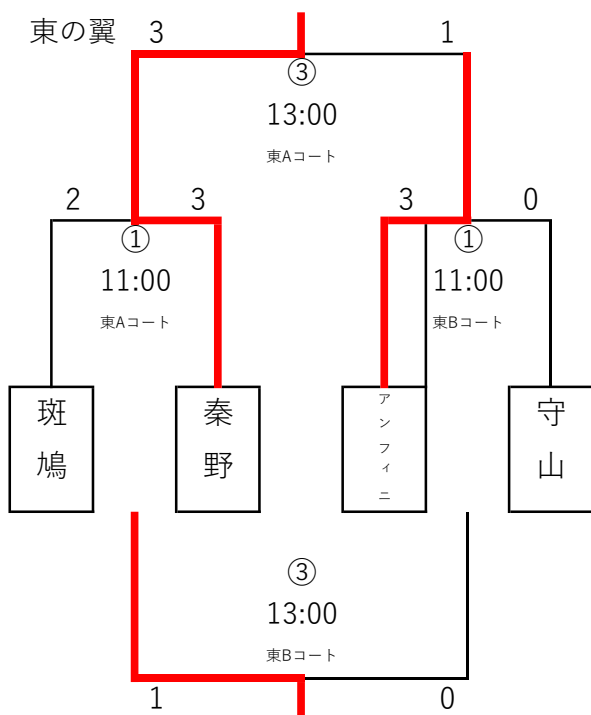 東の翼 3 1
③
13:00
東Aコート
2 3 3 0
① ①
11:00 11:00
東Aコート 東Bコート
斑鳩 秦野 アンフィニ 守山
③
13:00
東Bコート
1 0